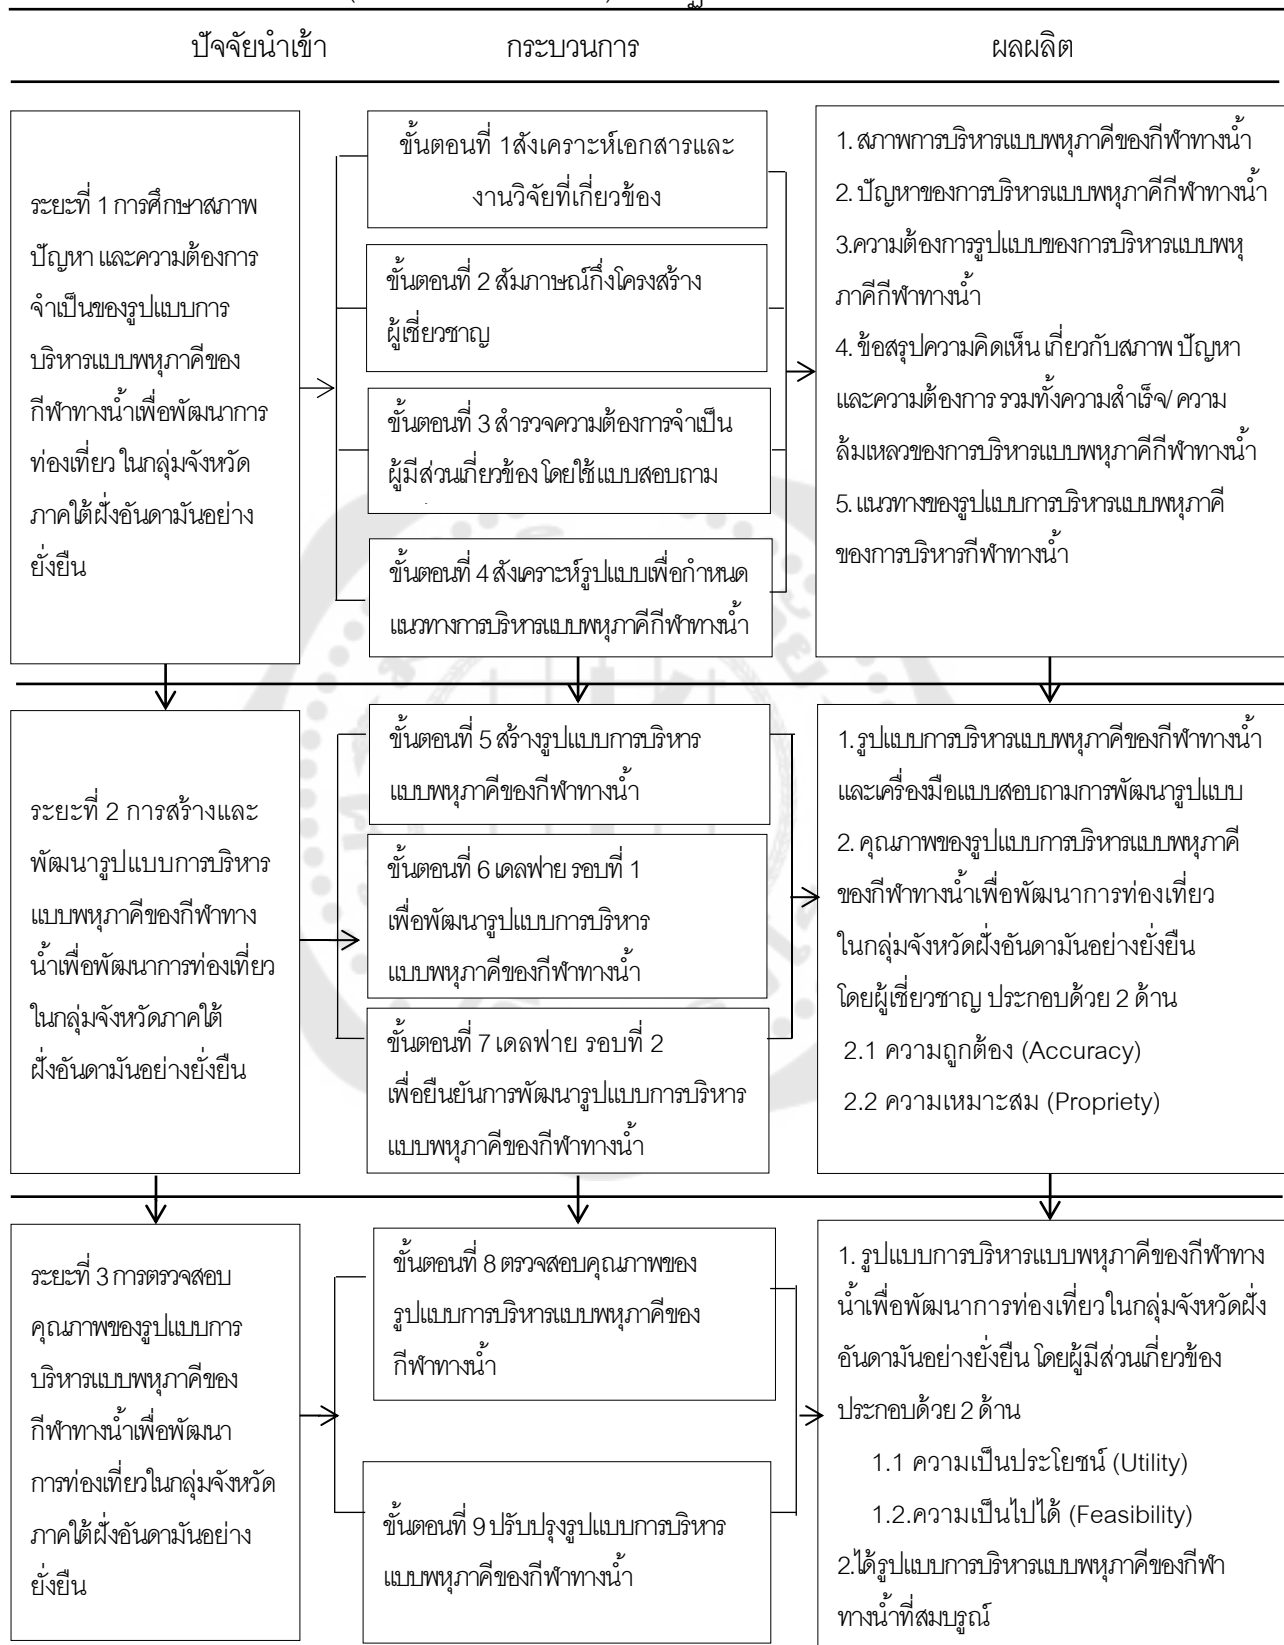 ปัจจัยนำเข้า
กระบวนการ
ผลผลิต
ระยะที่ 1 การศึกษาสภาพ
ปัญหา และความต้องการ
จำเป็นของรูปแบบการ
บริหารแบบพหุภาคีของ
กีฬาทางน้ำเพื่อพัฒนาการ
ท่องเที่ยว ในกลุ่มจังหวัด
ภาคใต้ฝั่งอันดามันอย่าง
ยั่งยืน
ขั้นตอนที่ 1สังเคราะห์เอกสารและ
งานวิจัยที่เกี่ยวข้อง
ขั้นตอนที่ 2 สัมภาษณ์กึ่งโครงสร้าง
ผู้เชี่ยวชาญ
ขั้นตอนที่ 3 สำรวจความต้องการจำเป็น
ผู้มีส่วนเกี่ยวข้อง โดยใช้แบบสอบถาม
ขั้นตอนที่ 4 สังเคราะห์รูปแบบเพื่อกำหนด
แนวทางการบริหารแบบพหุภาคีกีฬาทางน้ำ
1. สภาพการบริหารแบบพหุภาคีของกีฬาทางน้ำ
2. ปัญหาของการบริหารแบบพหุภาคีกีฬาทางน้ำ
3.ความต้องการรูปแบบของการบริหารแบบพหุ
ภาคีกีฬาทางน้ำ
4. ข้อสรุปความคิดเห็น เกี่ยวกับสภาพ ปัญหา
และความต้องการ รวมทั้งความสำเร็จ/ ความ
ล้มเหลวของการบริหารแบบพหุภาคีกีฬาทางน้ำ
5. แนวทางของรูปแบบการบริหารแบบพหุภาคี
ของการบริหารกีฬาทางน้ำ
ระยะที่ 2 การสร้างและ
พัฒนารูปแบบการบริหาร
แบบพหุภาคีของกีฬาทาง
น้ำเพื่อพัฒนาการท่องเที่ยว
ในกลุ่มจังหวัดภาคใต้
ฝั่งอันดามันอย่างยั่งยืน
ขั้นตอนที่ 5 สร้างรูปแบบการบริหาร
แบบพหุภาคีของกีฬาทางน้ำ
ขั้นตอนที่ 6 เดลฟาย รอบที่ 1
เพื่อพัฒนารูปแบบการบริหาร
แบบพหุภาคีของกีฬาทางน้ำ
ขั้นตอนที่ 7 เดลฟาย รอบที่ 2
เพื่อยืนยันการพัฒนารูปแบบการบริหาร
แบบพหุภาคีของกีฬาทางน้ำ
1. รูปแบบการบริหารแบบพหุภาคีของกีฬาทางน้ำ
และเครื่องมือแบบสอบถามการพัฒนารูปแบบ
2. คุณภาพของรูปแบบการบริหารแบบพหุภาคี
ของกีฬาทางน้ำเพื่อพัฒนาการท่องเที่ยว
ในกลุ่มจังหวัดฝั่งอันดามันอย่างยั่งยืน
โดยผู้เชี่ยวชาญ ประกอบด้วย 2 ด้าน
2.1 ความถูกต้อง (Accuracy)
2.2 ความเหมาะสม (Propriety)
ระยะที่ 3 การตรวจสอบ
คุณภาพของรูปแบบการ
บริหารแบบพหุภาคีของ
กีฬาทางน้ำเพื่อพัฒนา
การท่องเที่ยวในกลุ่มจังหวัด
ภาคใต้ฝั่งอันดามันอย่าง
ยั่งยืน
ขั้นตอนที่ 8 ตรวจสอบคุณภาพของ
รูปแบบการบริหารแบบพหุภาคีของ
กีฬาทางน้ำ
ขั้นตอนที่ 9 ปรับปรุงรูปแบบการบริหาร
แบบพหุภาคีของกีฬาทางน้ำ
1. รูปแบบการบริหารแบบพหุภาคีของกีฬาทาง
น้ำเพื่อพัฒนาการท่องเที่ยวในกลุ่มจังหวัดฝั่ง
อันดามันอย่างยั่งยืน โดยผู้มีส่วนเกี่ยวข้อง
ประกอบด้วย 2 ด้าน
1.1 ความเป็นประโยชน์ (Utility)
1.2.ความเป็นไปได้ (Feasibility)
2.ได้รูปแบบการบริหารแบบพหุภาคีของกีฬา
ทางน้ำที่สมบรูณ์